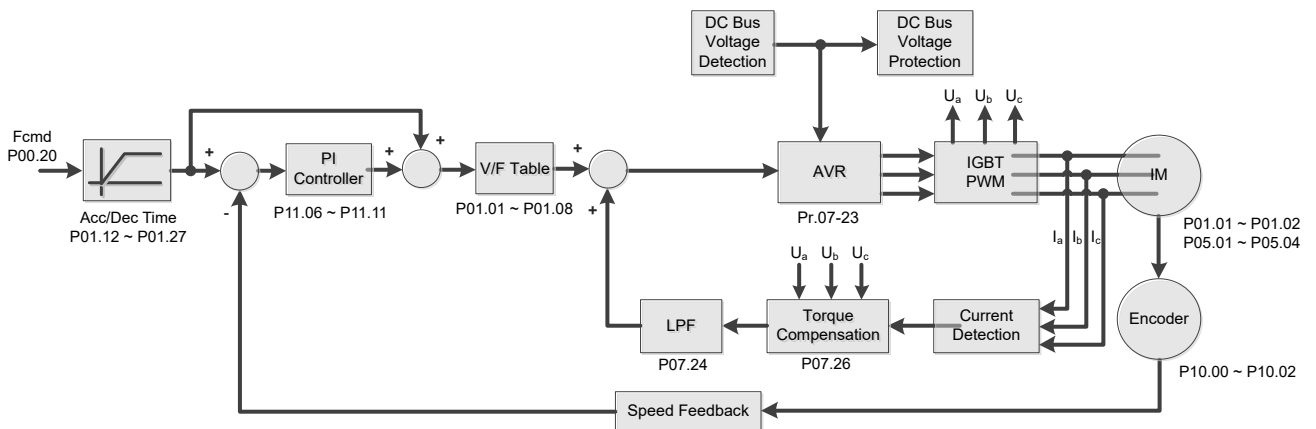 DC Bus
Voltage
Detection
DC Bus
Voltage
Protection
Ua
Ub
Uc
Fcmd
P00.20
+
-
PI
Controller
+
+
V/F Table
+
+
AVR
IGBT
PWM
IM
Acc/Dec Time
P01.12 ~ P01.27
P11.06 ~ P11.11
P01.01 ~ P01.08
Pr.07-23
P01.01 ~ P01.02
P05.01 ~ P05.04
Ia
Ib
Ic
Ua
Ub
Uc
LPF
Torque
Compensation
Current
Detection
Encoder
P07.24
P07.26
P10.00 ~ P10.02
Speed Feedback